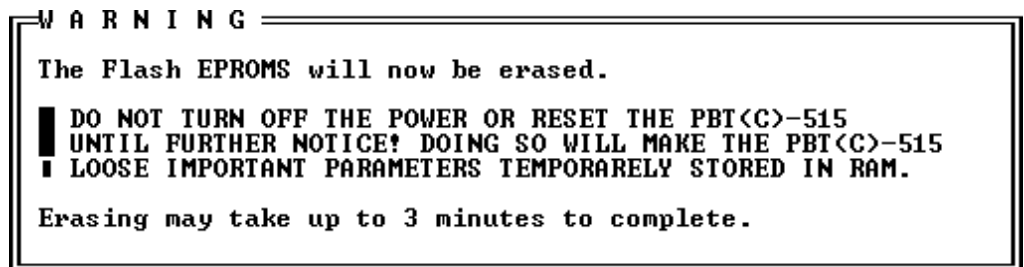 W A R N I N G
The Flash EPROMS will now be erased.
DO NOT TURN OFF THE POWER OR RESET THE PBT(C)-515
UNTIL FURTHER NOTICE! DOING SO WILL MAKE THE PBT(C)-515
LOOSE IMPORTANT PARAMETERS TEMPORARELY STORED IN RAM.
Erasing may take up to 3 minutes to complete.